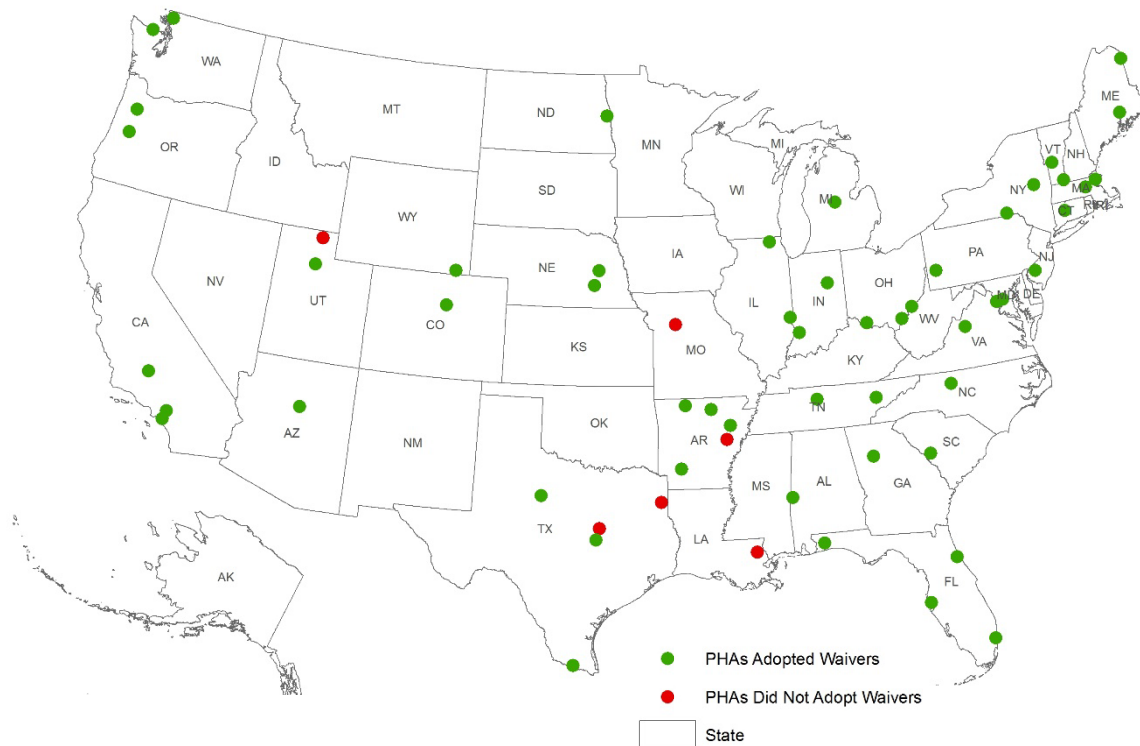 WA
MT
ND
MN
ME
VT
NH
OR
ID
SD
WI
MI
MI
NY
MA
CT
RI
WY
IA
PA
NJ
NE
OH
MD
DE
NV
UT
IL
IN
WV
CA
CO
KS
MO
VA
KY
NC
TN
OK
AZ
NM
AR
SC
MS
AL
GA
TX
LA
AK
FL
PHAs Adopted Waivers
PHAs Did Not Adopt Waivers
State